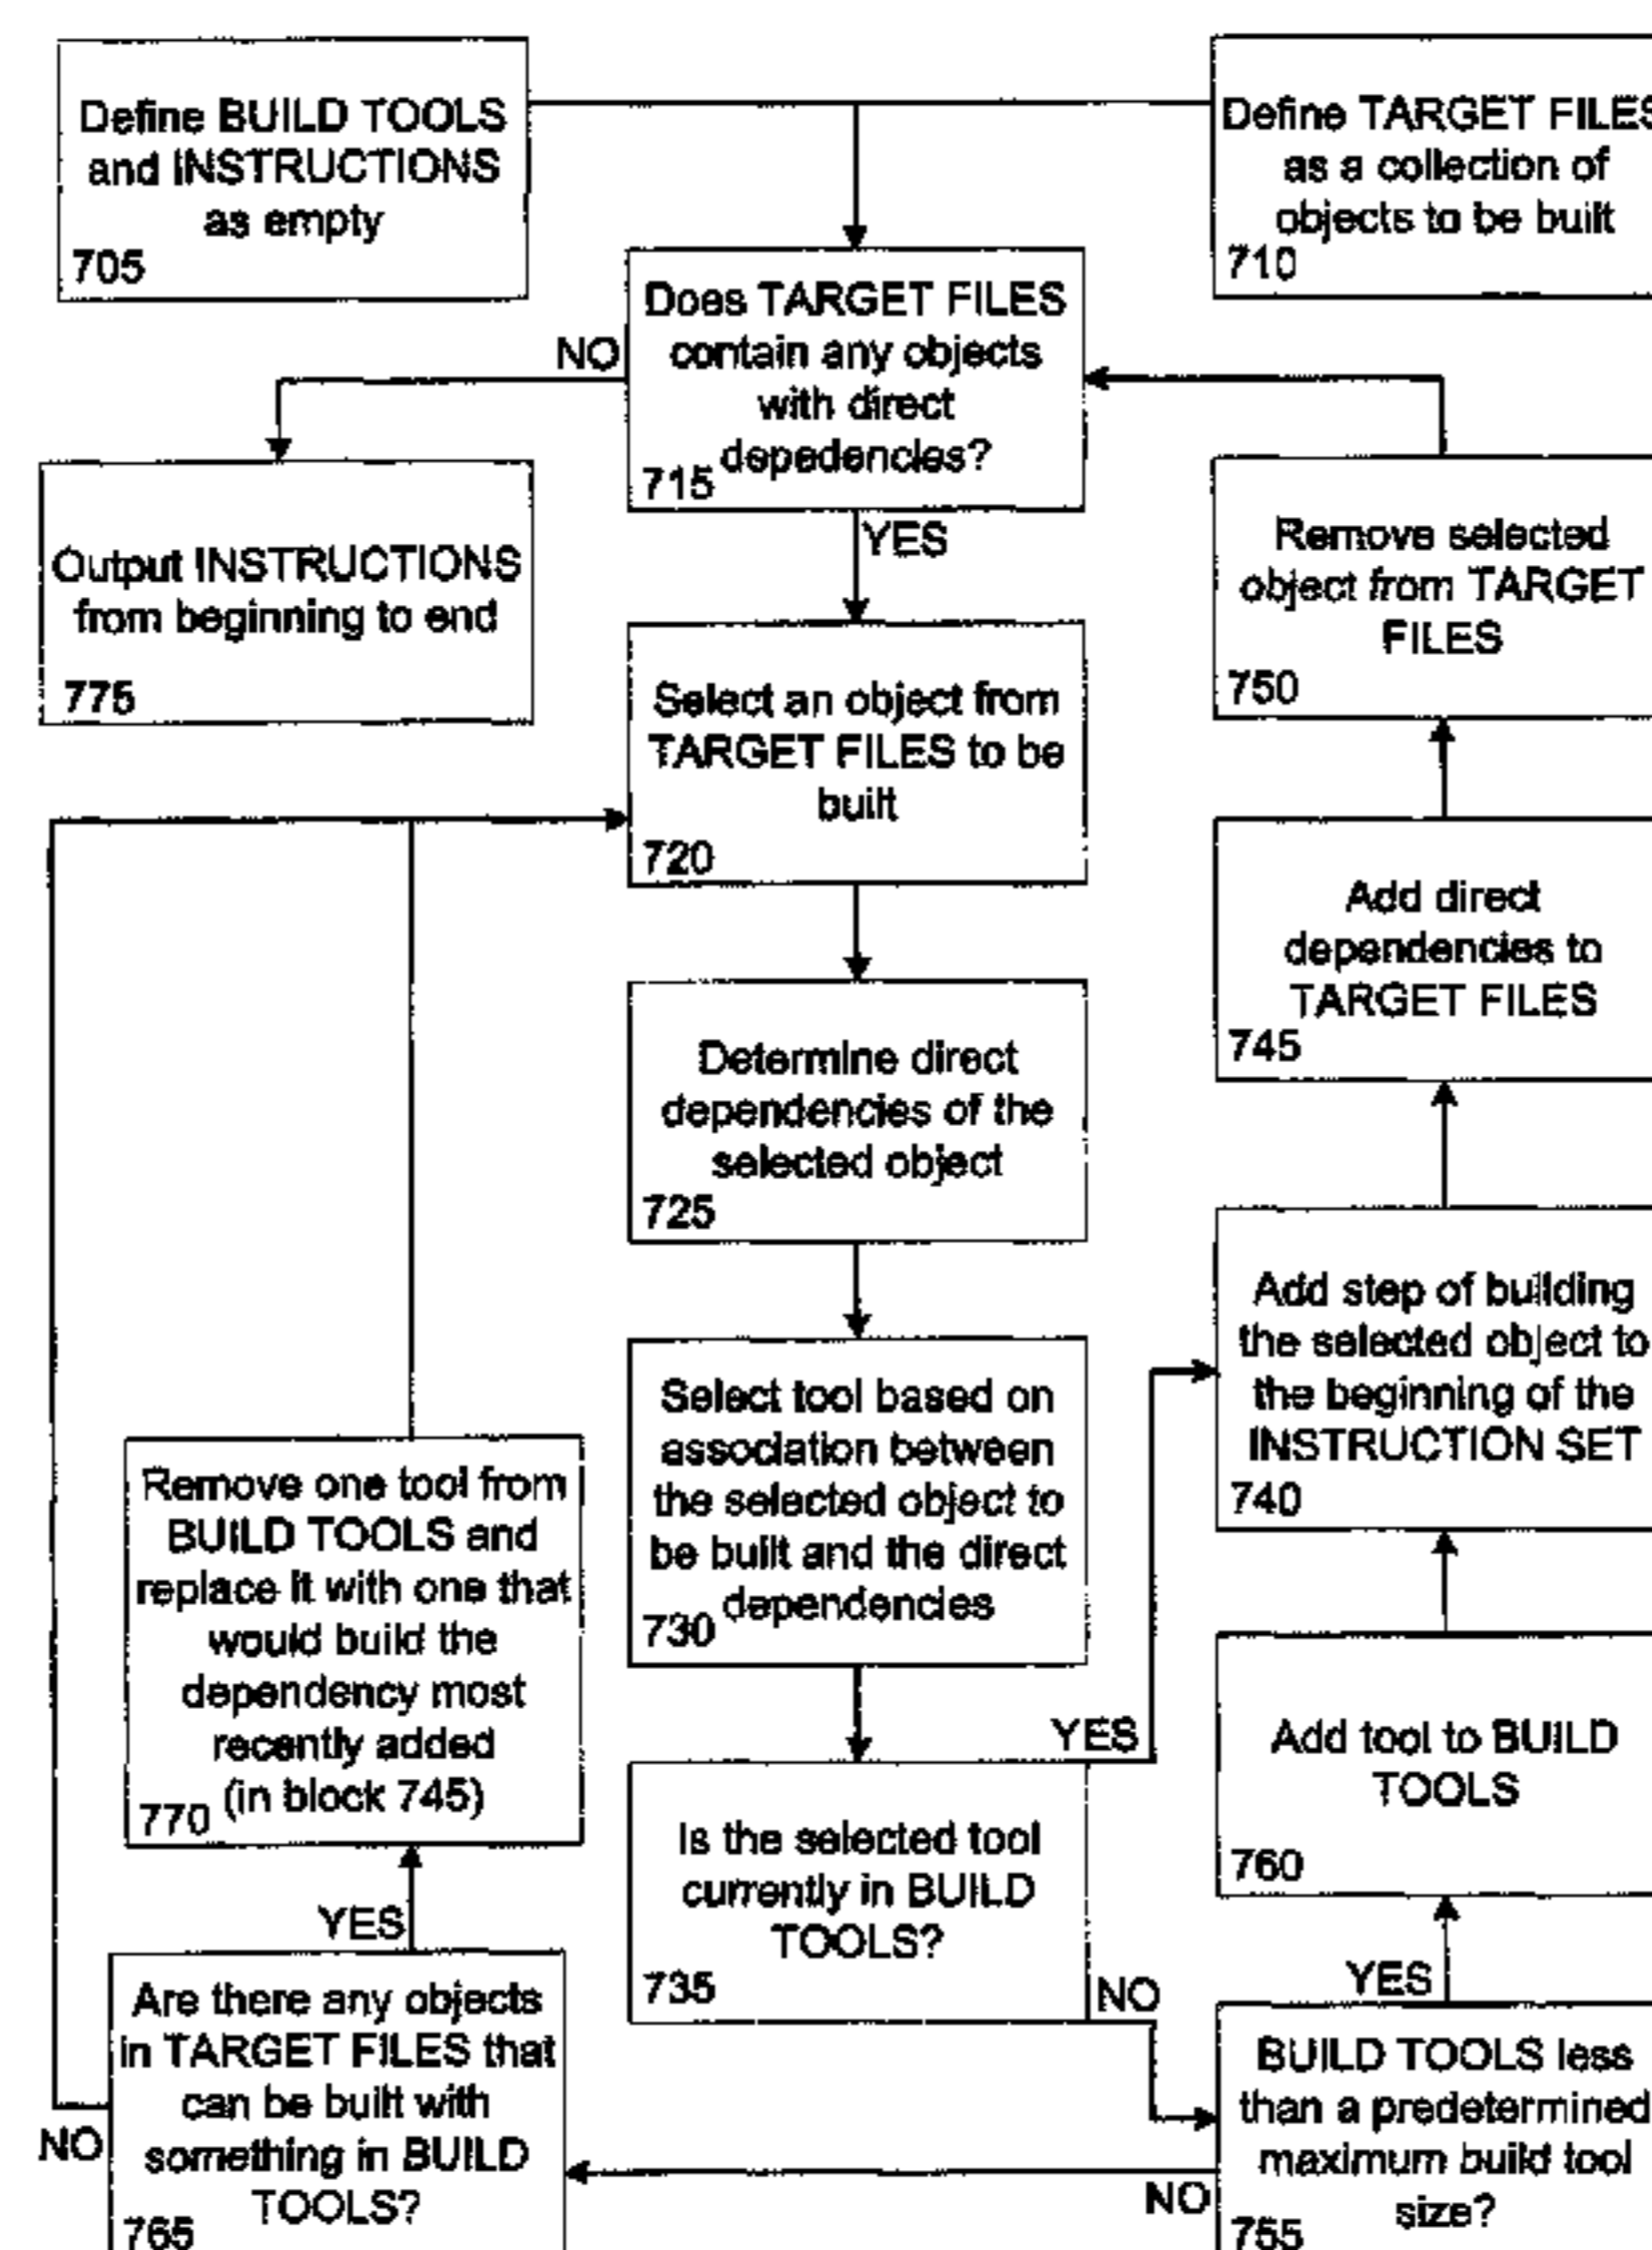 Define BUILD TOOLS
and INSTRUCTIONS
as empty
705
Define TARGET FILES
as a collection of
objects to be built
710
Does TARGET FILES
contain any objects
with direct
depedencies?
715
NO
YES
Output INSTRUCTIONS
from beginning to end
775
Select an object from
TARGET FILES to be
built
720
Remove selected
object from TARGET
FILES
750
Determine direct
dependencies of the
selected object
725
Add direct
dependencies to
TARGET FILES
745
Select tool based on
association between
the selected object to
be built and the direct
dependencies
730
Add step of building
the selected object to
the beginning of the
INSTRUCTION SET
740
Remove one tool from
BUILD TOOLS and
replace it with one that
would build the
dependency most
recently added
(in block 745)
770
YES
Is the selected tool
currently in BUILD
TOOLS?
735
NO
Add tool to BUILD
TOOLS
760
YES
YES
Are there any objects
in TARGET FILES that
can be built with
something in BUILD
TOOLS?
765
NO
BUILD TOOLS less
than a predetermined
maximum build tool
size?
755
NO